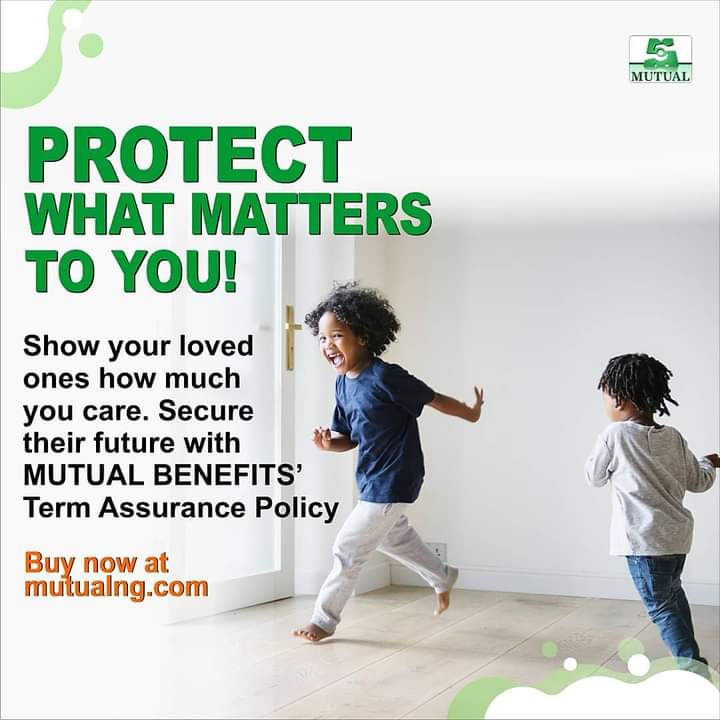 MUTUAL
PROTECT
WHAT MATTERS
TO YOU!
Show your loved
ones how much
you care. Secure
their future with
MUTUAL BENEFITS’
Term Assurance Policy
Buy now at
mutualng.com